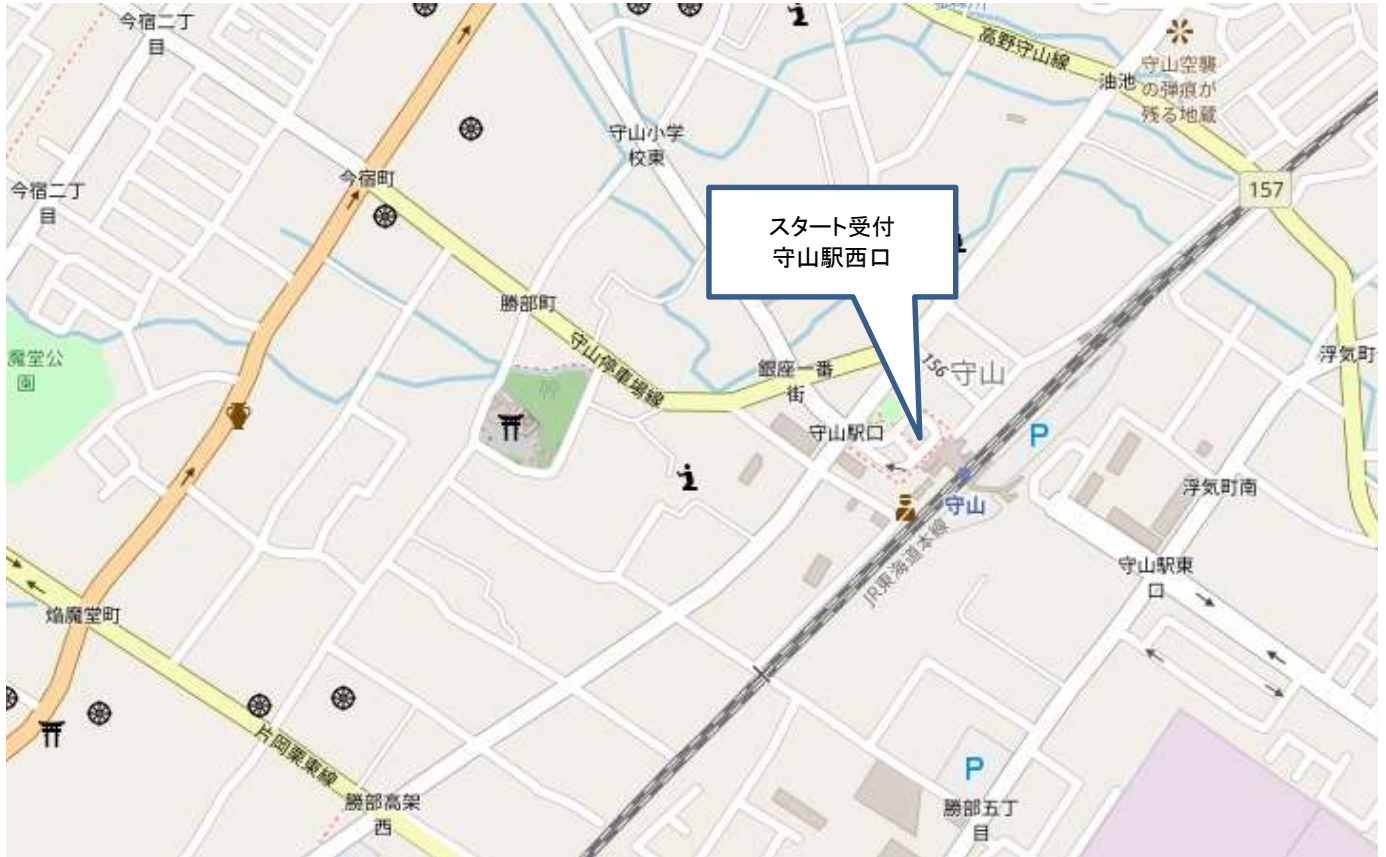 今宿二丁
目
高野守山線
油池
守山空襲
の弾痕が
残る地蔵
守山小学
校東
今宿町
今宿二丁
目
157
スタート受付
守山駅西口
勝部町
守山停車場線
銀座一番
街
156
守山
浮気町
魔堂公
園
守山駅口
P
浮気町南
守山
JR東海道本線
守山駅東
口
焔魔堂町
片岡栗東線
P
勝部高架
西
勝部五丁
目